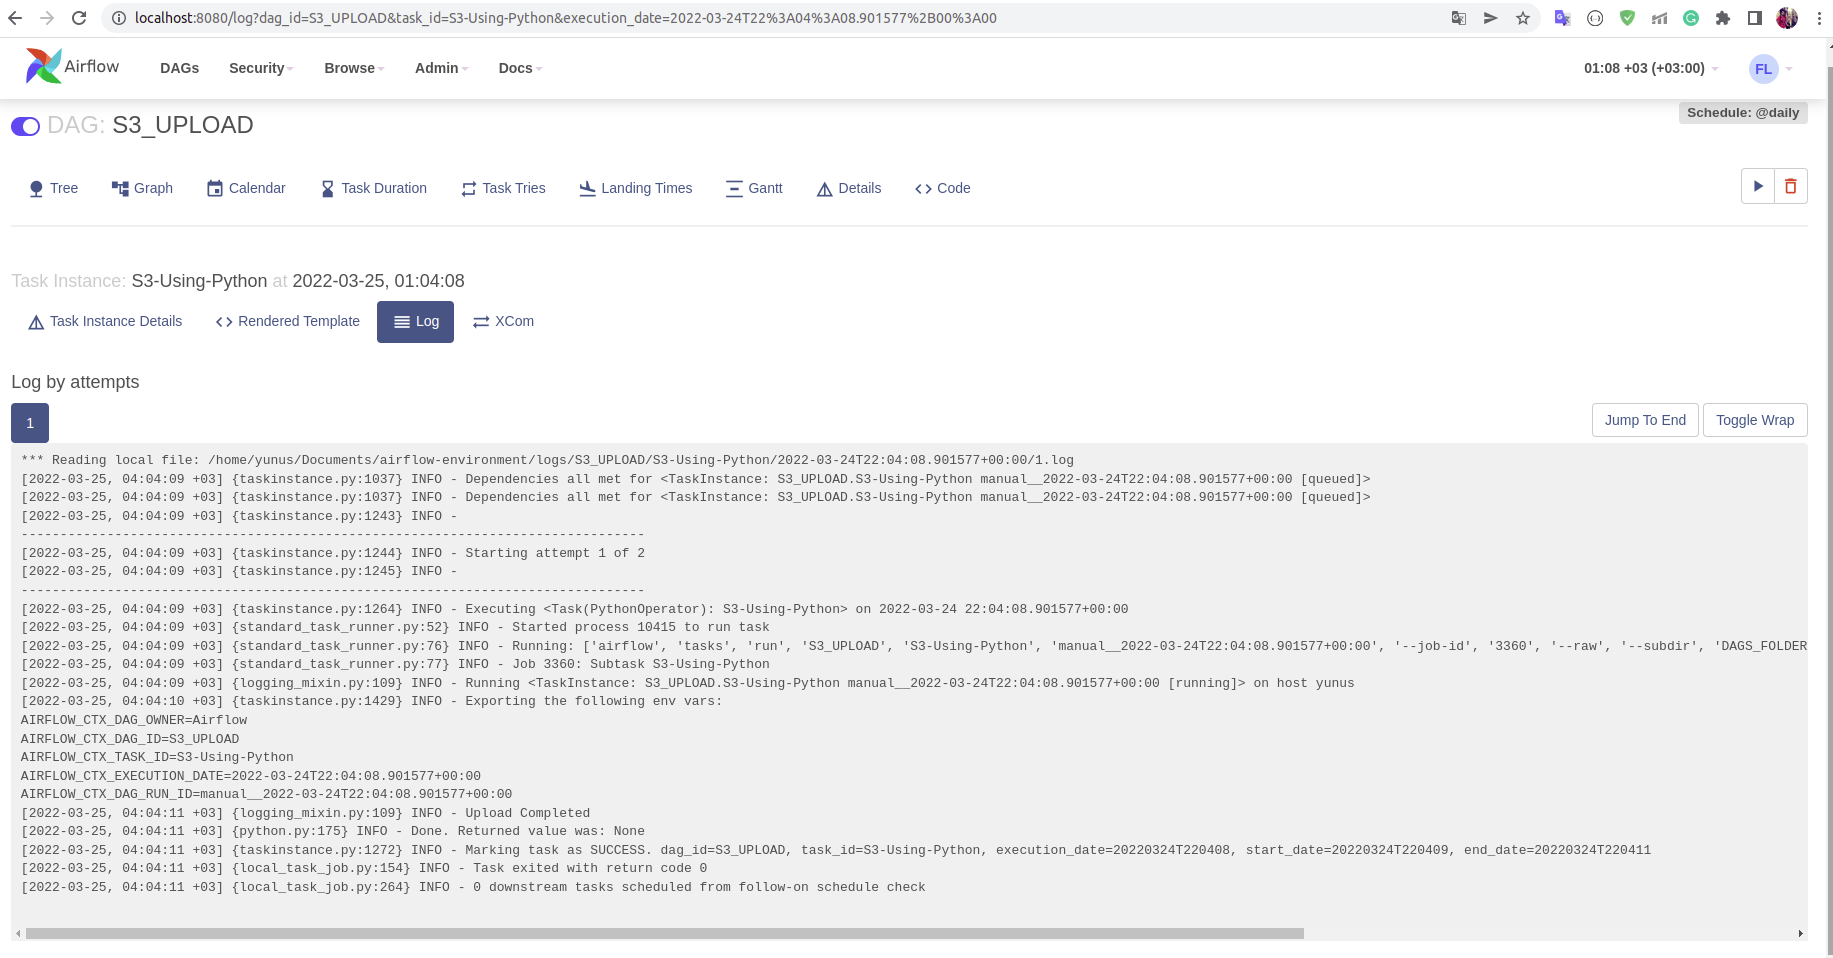 localhost:8080/log?dag_id=S3_UPLOAD&task_id=S3-Using-Python&execution_date=2022-03-24T22%3A04%3A08.901577%2B00%3A00
Airflow DAGs Security Browse Admin Docs 01:08 +03 (+03:00) FL
Schedule: @daily
DAG: S3_UPLOAD
Tree Graph Calendar Task Duration Task Tries Landing Times Gantt Details Code
Task Instance: S3-Using-Python at 2022-03-25, 01:04:08
Task Instance Details Rendered Template Log XCom
Log by attempts
1 Jump To End Toggle Wrap
*** Reading local file: /home/yunus/Documents/airflow-environment/logs/S3_UPLOAD/S3-Using-Python/2022-03-24T22:04:08.901577+00:00/1.log
[2022-03-25, 04:04:09 +03] {taskinstance.py:1037} INFO - Dependencies all met for <TaskInstance: S3_UPLOAD.S3-Using-Python manual__2022-03-24T22:04:08.901577+00:00 [queued]>
[2022-03-25, 04:04:09 +03] {taskinstance.py:1037} INFO - Dependencies all met for <TaskInstance: S3_UPLOAD.S3-Using-Python manual__2022-03-24T22:04:08.901577+00:00 [queued]>
[2022-03-25, 04:04:09 +03] {taskinstance.py:1243} INFO -
--------------------------------------------------------------------------------
[2022-03-25, 04:04:09 +03] {taskinstance.py:1244} INFO - Starting attempt 1 of 2
[2022-03-25, 04:04:09 +03] {taskinstance.py:1245} INFO -
--------------------------------------------------------------------------------
[2022-03-25, 04:04:09 +03] {taskinstance.py:1264} INFO - Executing <Task(PythonOperator): S3-Using-Python> on 2022-03-24 22:04:08.901577+00:00
[2022-03-25, 04:04:09 +03] {standard_task_runner.py:52} INFO - Started process 10415 to run task
[2022-03-25, 04:04:09 +03] {standard_task_runner.py:76} INFO - Running: ['airflow', 'tasks', 'run', 'S3_UPLOAD', 'S3-Using-Python', 'manual__2022-03-24T22:04:08.901577+00:00', '--job-id', '3360', '--raw', '--subdir', 'DAGS_FOLDER
[2022-03-25, 04:04:09 +03] {standard_task_runner.py:77} INFO - Job 3360: Subtask S3-Using-Python
[2022-03-25, 04:04:09 +03] {logging_mixin.py:109} INFO - Running <TaskInstance: S3_UPLOAD.S3-Using-Python manual__2022-03-24T22:04:08.901577+00:00 [running]> on host yunus
[2022-03-25, 04:04:10 +03] {taskinstance.py:1429} INFO - Exporting the following env vars:
AIRFLOW_CTX_DAG_OWNER=Airflow
AIRFLOW_CTX_DAG_ID=S3_UPLOAD
AIRFLOW_CTX_TASK_ID=S3-Using-Python
AIRFLOW_CTX_EXECUTION_DATE=2022-03-24T22:04:08.901577+00:00
AIRFLOW_CTX_DAG_RUN_ID=manual__2022-03-24T22:04:08.901577+00:00
[2022-03-25, 04:04:11 +03] {logging_mixin.py:109} INFO - Upload Completed
[2022-03-25, 04:04:11 +03] {python.py:175} INFO - Done. Returned value was: None
[2022-03-25, 04:04:11 +03] {taskinstance.py:1272} INFO - Marking task as SUCCESS. dag_id=S3_UPLOAD, task_id=S3-Using-Python, execution_date=20220324T220408, start_date=20220324T220409, end_date=20220324T220411
[2022-03-25, 04:04:11 +03] {local_task_job.py:154} INFO - Task exited with return code 0
[2022-03-25, 04:04:11 +03] {local_task_job.py:264} INFO - 0 downstream tasks scheduled from follow-on schedule check